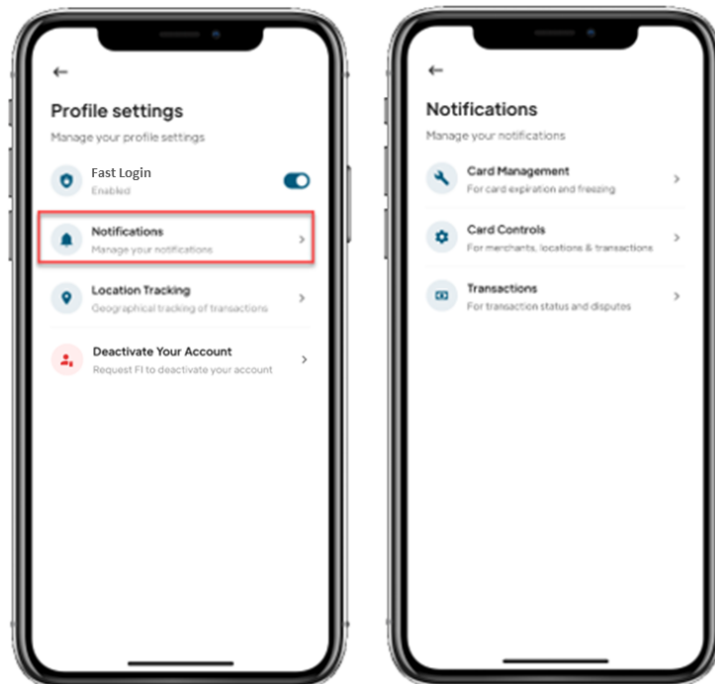 Profile settings
Manage your profile settings
Fast Login
Enabled
Notifications
Manage your notifications
Location Tracking
Geographical tracking of transactions
Deactivate Your Account
Request FI to deactivate your account
Notifications
Manage your notifications
Card Management
For card expiration and freezing
Card Controls
For merchants, locations & transactions
Transactions
For transaction status and disputes